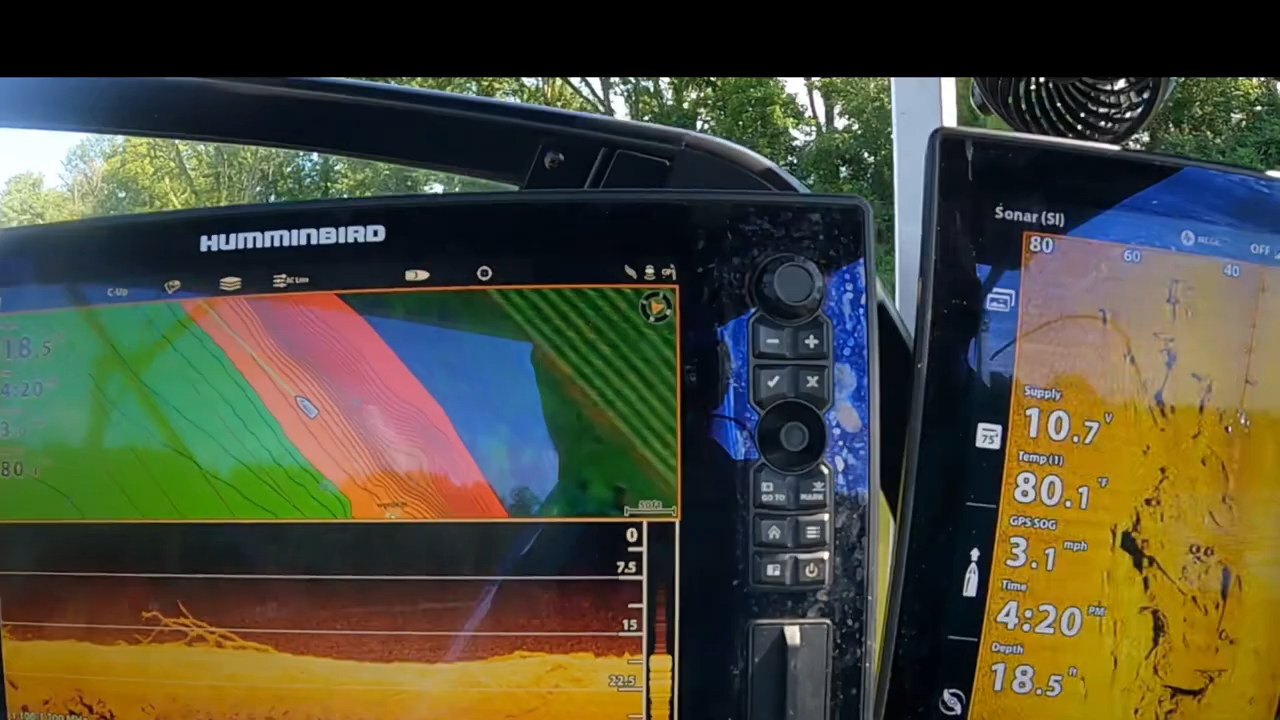 HUMMINBIRD
C-Up
18.5
4:20
80
GO TO
MARK
0
7.5
15
22.5
Sonar (SI)
80
60
40
MEGA
OFF
75°
Supply
10.7 V
Temp (1)
80.1 °F
GPS SOG
3.1 mph
Time
4:20 PM
Depth
18.5 ft